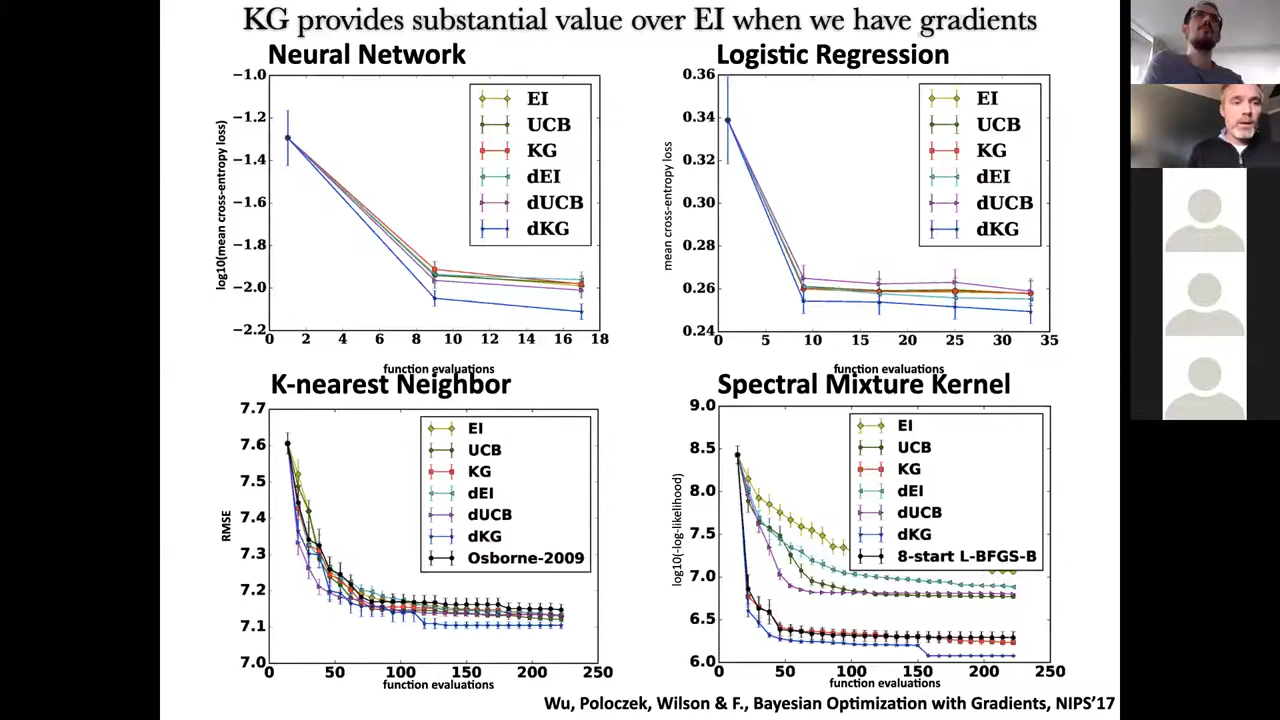 KG provides substantial value over EI when we have gradients
Neural Network
log10(mean cross-entropy loss)
−1.0
−1.2
−1.4
−1.6
−1.8
−2.0
−2.2
0 2 4 6 8 10 12 14 16 18
EI
UCB
KG
dEI
dUCB
dKG
function evaluations
Logistic Regression
mean cross-entropy loss
0.36
0.34
0.32
0.30
0.28
0.26
0.24
0 5 10 15 20 25 30 35
EI
UCB
KG
dEI
dUCB
dKG
function evaluations
K-nearest Neighbor
RMSE
7.7
7.6
7.5
7.4
7.3
7.2
7.1
7.0
0 50 100 150 200 250
EI
UCB
KG
dEI
dUCB
dKG
Osborne-2009
function evaluations
Spectral Mixture Kernel
log10(-log-likelihood)
9.0
8.5
8.0
7.5
7.0
6.5
6.0
0 50 100 150 200 250
EI
UCB
KG
dEI
dUCB
dKG
8-start L-BFGS-B
function evaluations
Wu, Poloczek, Wilson & F., Bayesian Optimization with Gradients, NIPS’17